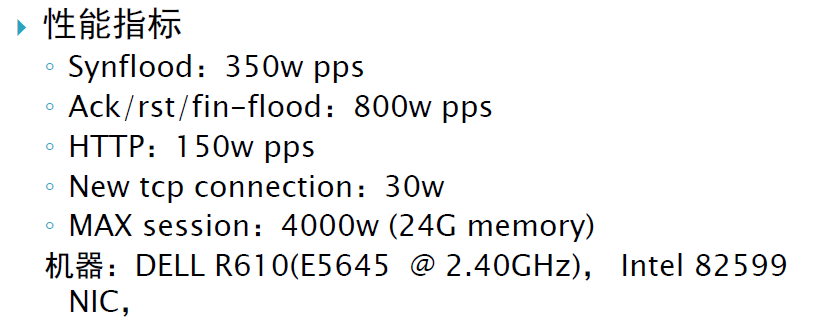 性能指标
Synflood：350w pps
Ack/rst/fin-flood：800w pps
HTTP：150w pps
New tcp connection：30w
MAX session：4000w (24G memory)
机器：DELL R610(E5645 @ 2.40GHz)， Intel 82599
NIC，